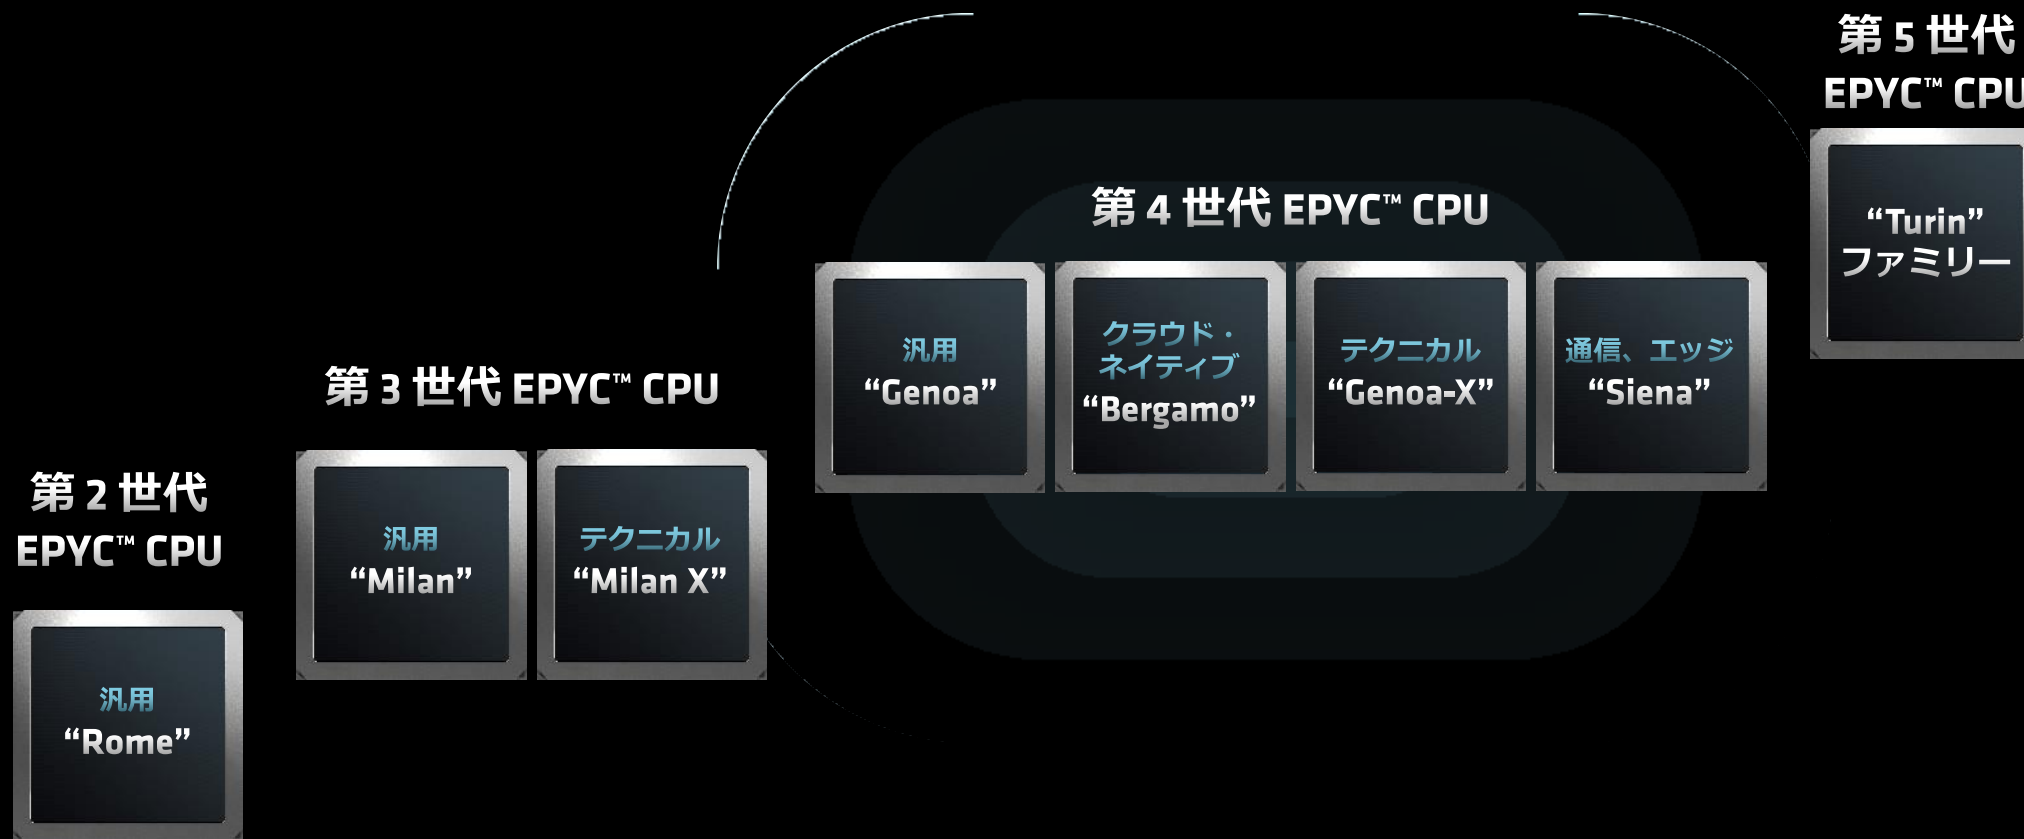 第 2 世代
EPYC™ CPU
汎用
“Rome”
第 3 世代 EPYC™ CPU
汎用
“Milan”
テクニカル
“Milan X”
第 4 世代 EPYC™ CPU
汎用
“Genoa”
クラウド・
ネイティブ
“Bergamo”
テクニカル
“Genoa-X”
通信、エッジ
“Siena”
第 5 世代
EPYC™ CPU
“Turin”
ファミリー